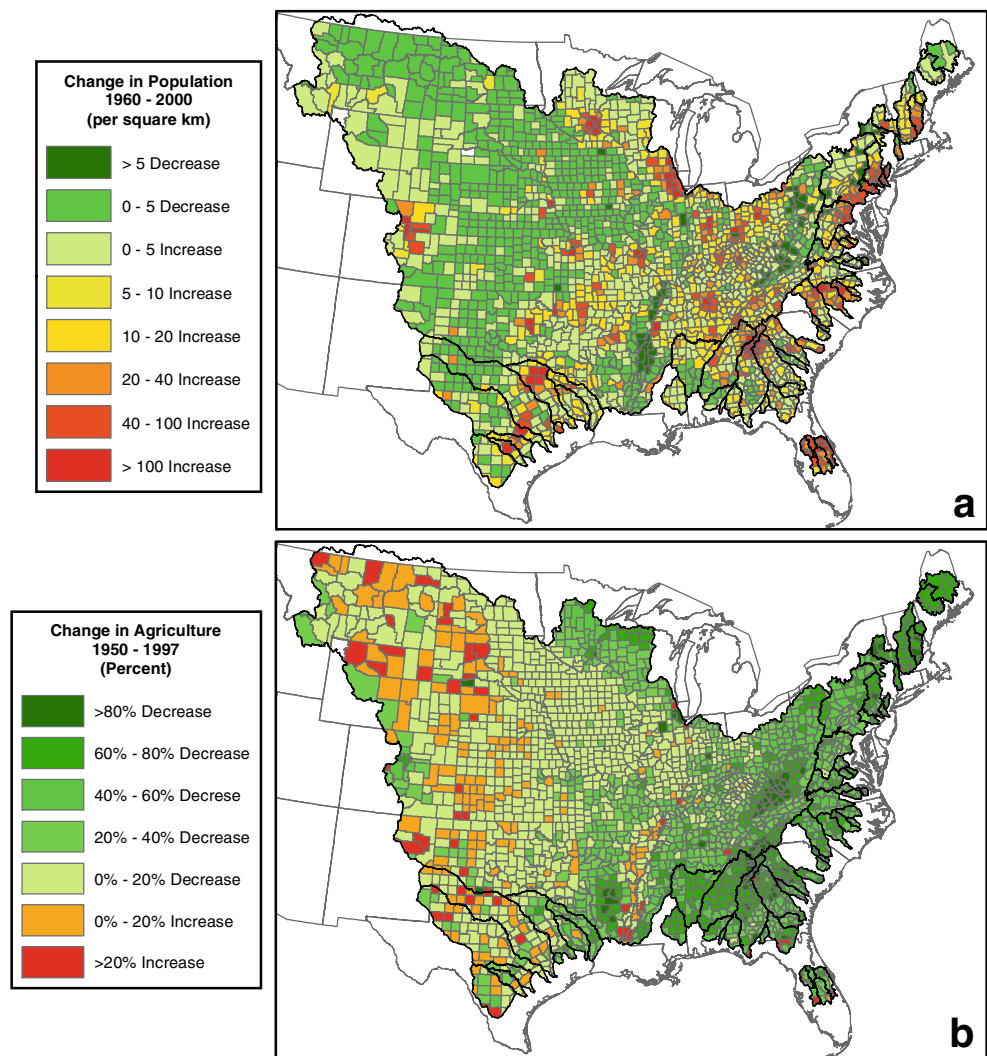 Change in Population
1960 - 2000
(per square km)
> 5 Decrease
0 - 5 Decrease
0 - 5 Increase
5 - 10 Increase
10 - 20 Increase
20 - 40 Increase
40 - 100 Increase
> 100 Increase
a
Change in Agriculture
1950 - 1997
(Percent)
>80% Decrease
60% - 80% Decrease
40% - 60% Decrese
20% - 40% Decrease
0% - 20% Decrease
0% - 20% Increase
>20% Increase
b